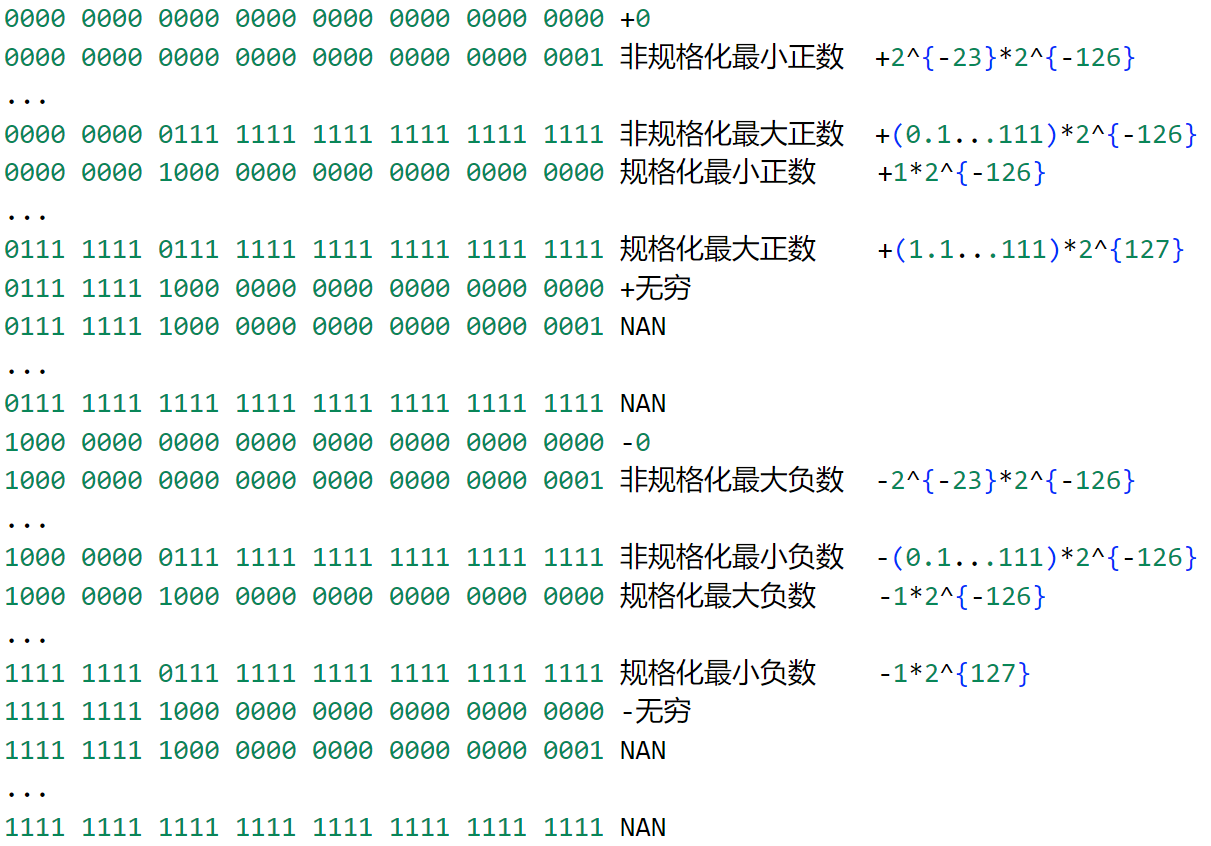 0000 0000 0000 0000 0000 0000 0000 0000 +0
0000 0000 0000 0000 0000 0000 0000 0001 非规格化最小正数 +2^{-23}*2^{-126}
...
0000 0000 0111 1111 1111 1111 1111 1111 非规格化最大正数 +(0.1...111)*2^{-126}
0000 0000 1000 0000 0000 0000 0000 0000 规格化最小正数 +1*2^{-126}
...
0111 1111 0111 1111 1111 1111 1111 1111 规格化最大正数 +(1.1...111)*2^{127}
0111 1111 1000 0000 0000 0000 0000 0000 +无穷
0111 1111 1000 0000 0000 0000 0000 0001 NAN
...
0111 1111 1111 1111 1111 1111 1111 1111 NAN
1000 0000 0000 0000 0000 0000 0000 0000 -0
1000 0000 0000 0000 0000 0000 0000 0001 非规格化最大负数 -2^{-23}*2^{-126}
...
1000 0000 0111 1111 1111 1111 1111 1111 非规格化最小负数 -(0.1...111)*2^{-126}
1000 0000 1000 0000 0000 0000 0000 0000 规格化最大负数 -1*2^{-126}
...
1111 1111 0111 1111 1111 1111 1111 1111 规格化最小负数 -1*2^{127}
1111 1111 1000 0000 0000 0000 0000 0000 -无穷
1111 1111 1000 0000 0000 0000 0000 0001 NAN
...
1111 1111 1111 1111 1111 1111 1111 1111 NAN